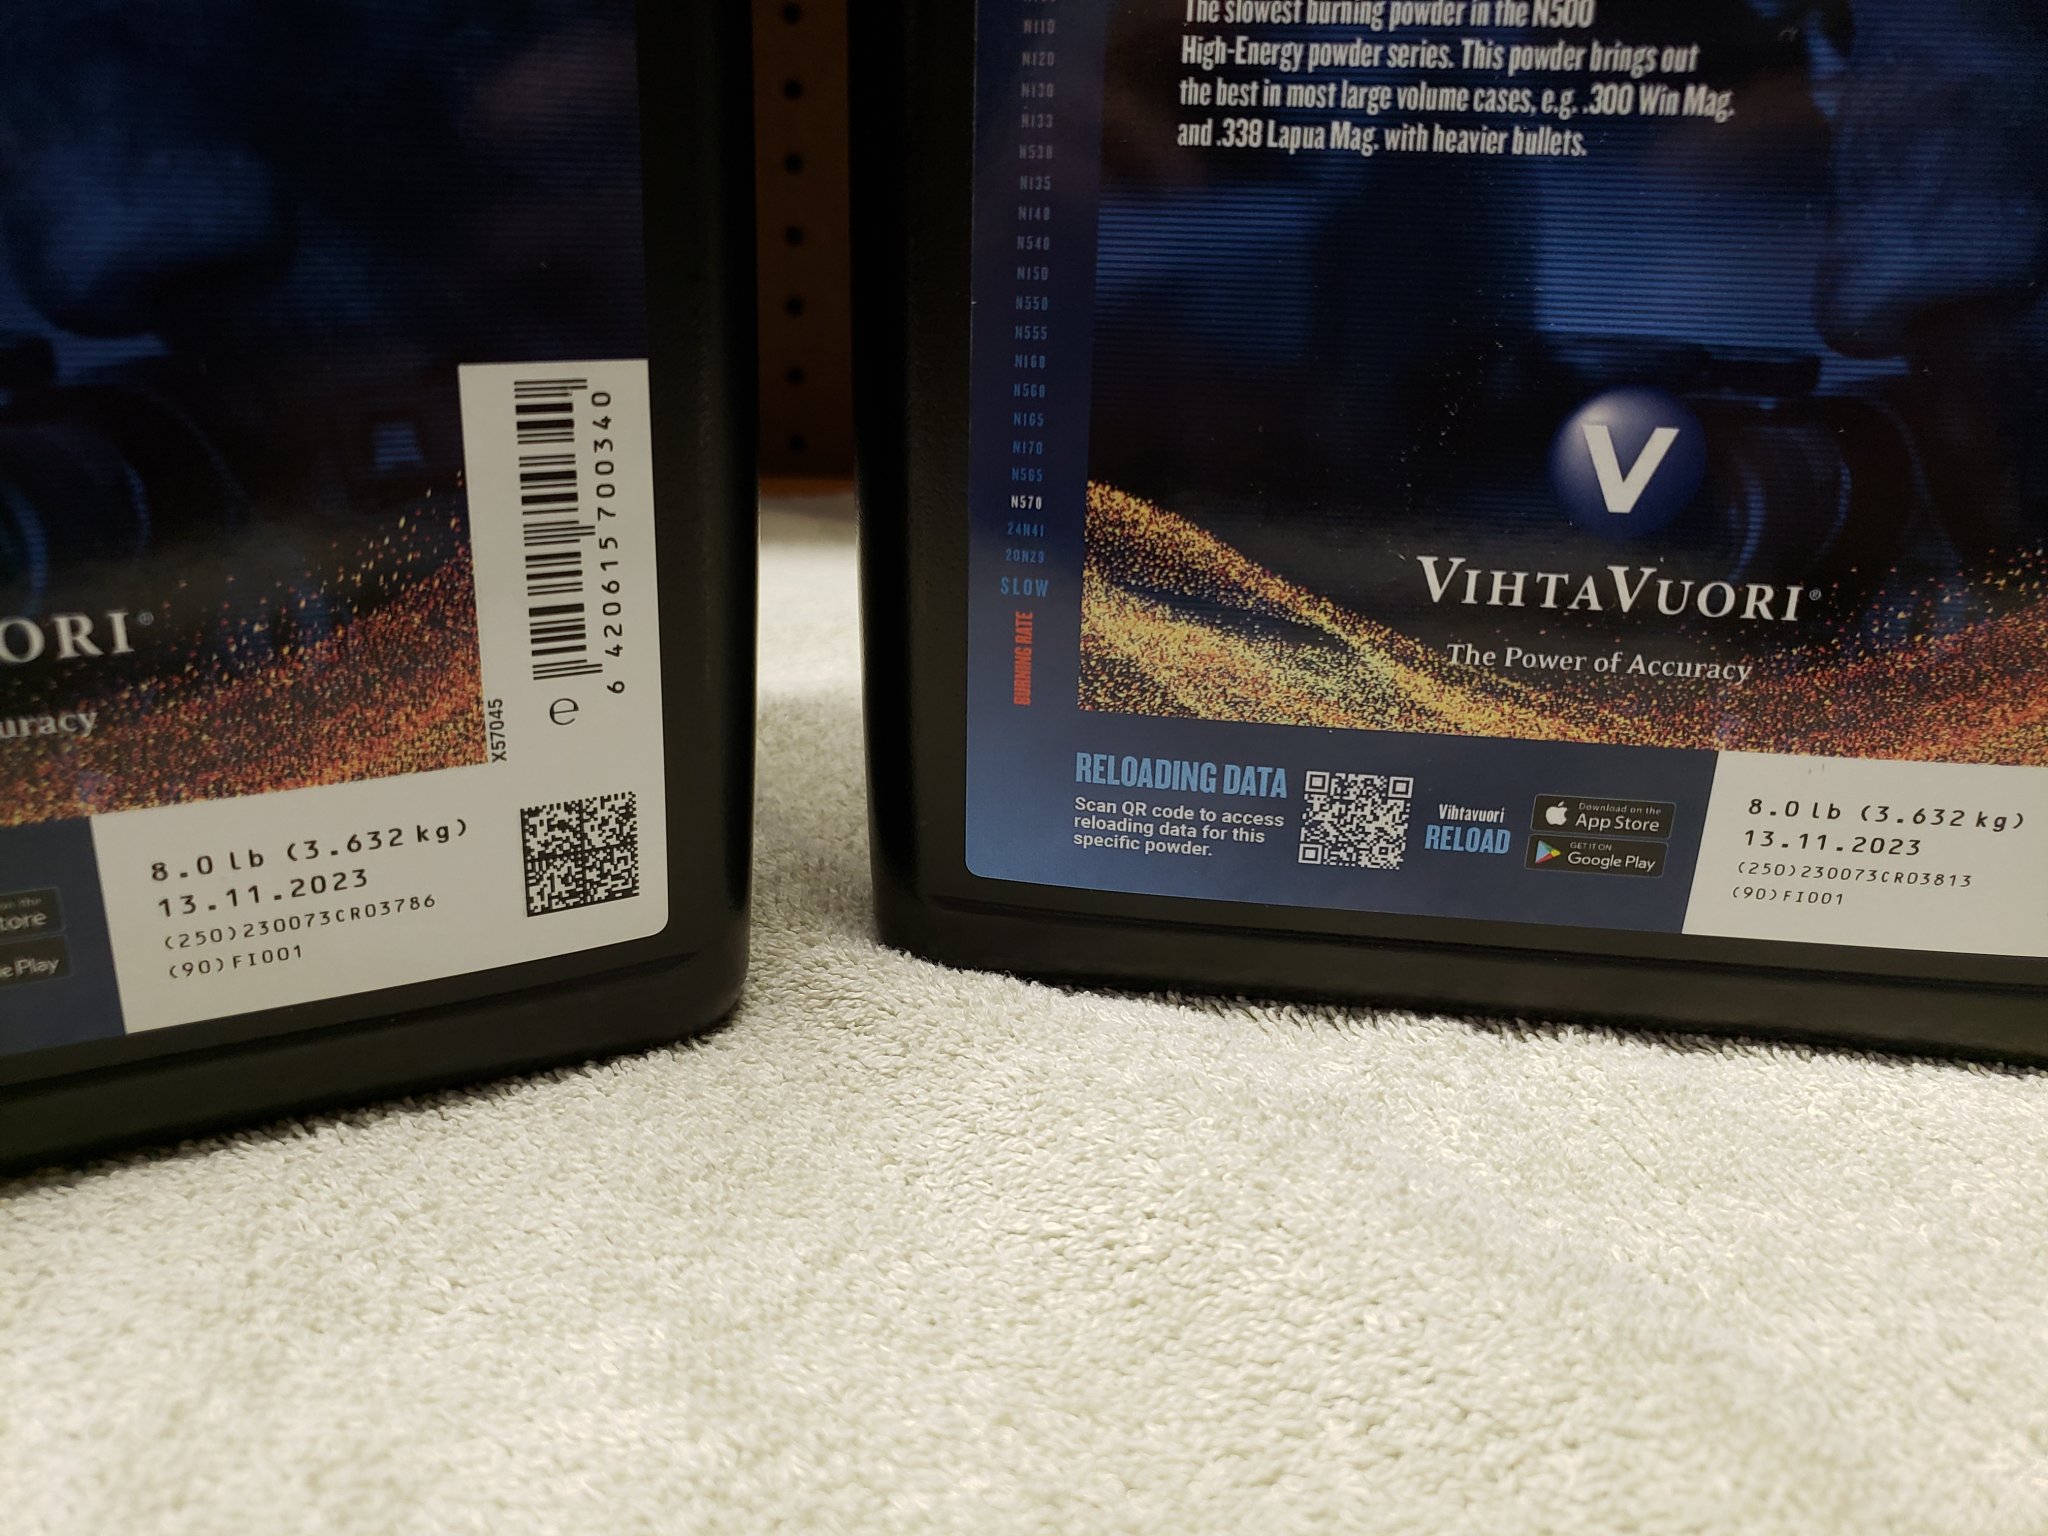 ORI®
uracy
6 420615 700340
e
X57045
tore
e Play
8.0 lb (3.632 kg)
13.11.2023
(250)230073CR03786
(90)FI001
The slowest burning powder in the N500
High-Energy powder series. This powder brings out
the best in most large volume cases, e.g. .300 Win Mag.
and .338 Lapua Mag. with heavier bullets.
N110
N120
N130
N133
N530
N135
N140
N540
N150
N550
N555
N160
N560
N165
N170
N565
N570
24N41
20N29
SLOW
BURNING RATE
V
VIHTAVUORI®
The Power of Accuracy
RELOADING DATA
Scan QR code to access
reloading data for this
specific powder.
Vihtavuori
RELOAD
Download on the
App Store
GET IT ON
Google Play
8.0 lb (3.632 kg)
13.11.2023
(250)230073CR03813
(90)FI001